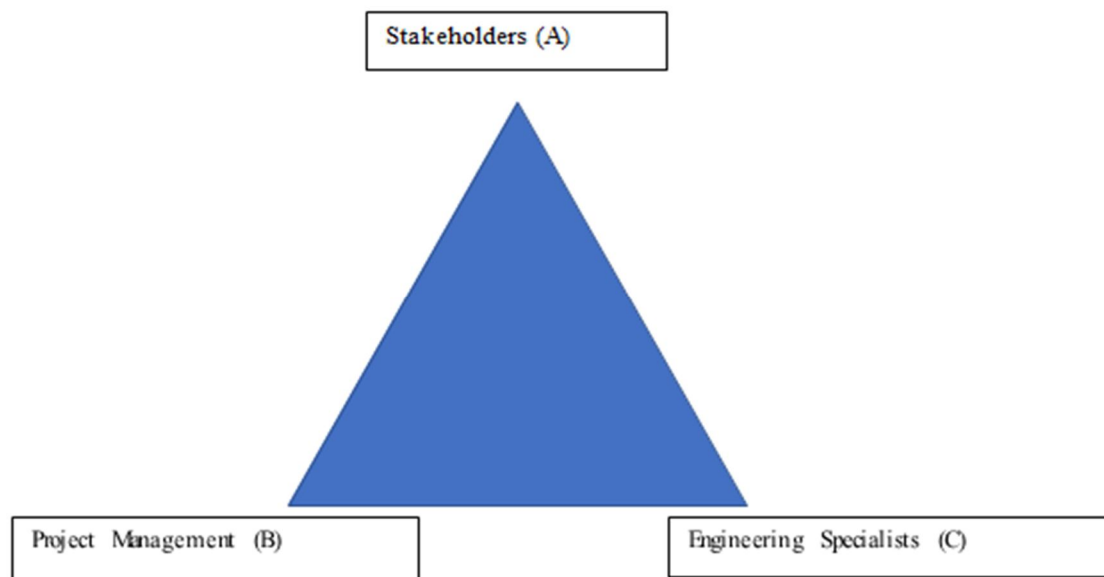 Stakeholders (A)
Project Management (B)
Engineering Specialists (C)